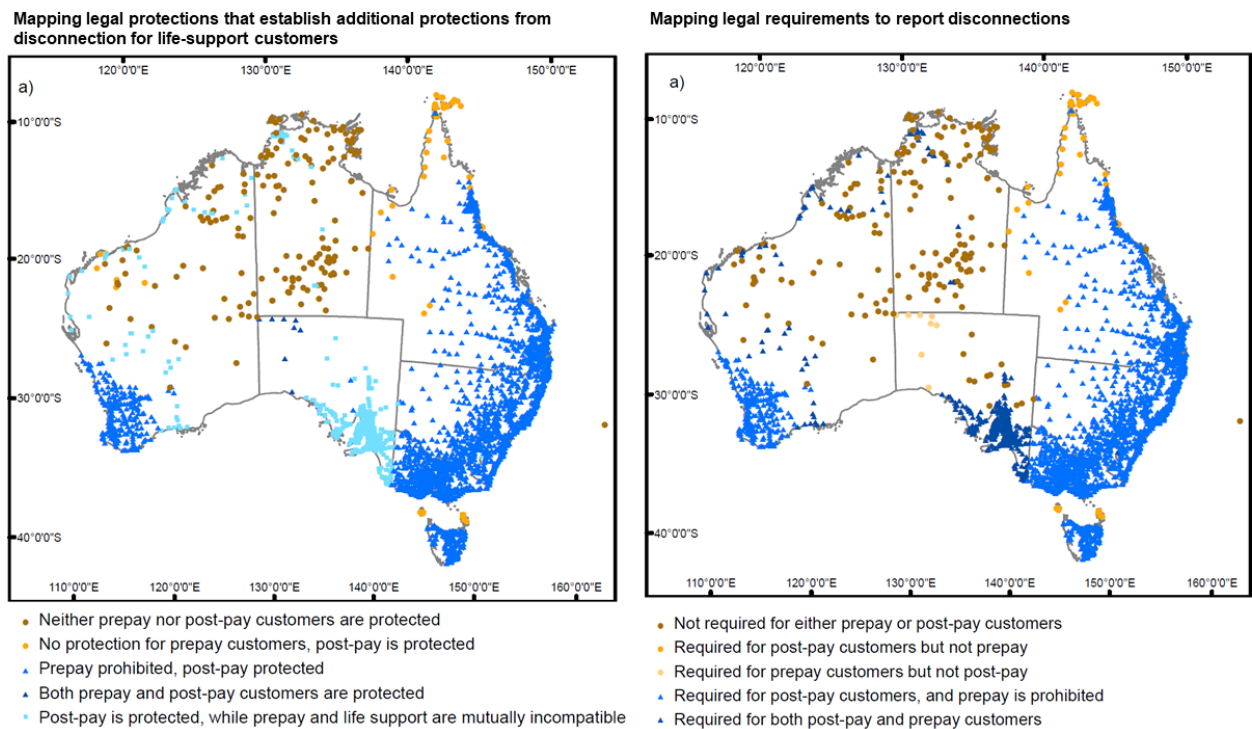 Mapping legal protections that establish additional protections from
disconnection for life-support customers
120°0'0"E 130°0'0"E 140°0'0"E 150°0'0"E
a)
10°0'0"S
20°0'0"S
30°0'0"S
40°0'0"S
110°0'0"E 120°0'0"E 130°0'0"E 140°0'0"E 150°0'0"E 160°0'0"E
Neither prepay nor post-pay customers are protected
No protection for prepay customers, post-pay is protected
Prepay prohibited, post-pay protected
Both prepay and post-pay customers are protected
Post-pay is protected, while prepay and life support are mutually incompatible
Mapping legal requirements to report disconnections
120°0'0"E 130°0'0"E 140°0'0"E 150°0'0"E
a)
10°0'0"S
20°0'0"S
30°0'0"S
40°0'0"S
110°0'0"E 120°0'0"E 130°0'0"E 140°0'0"E 150°0'0"E 160°0'0"E
Not required for either prepay or post-pay customers
Required for post-pay customers but not prepay
Required for prepay customers but not post-pay
Required for post-pay customers, and prepay is prohibited
Required for both post-pay and prepay customers